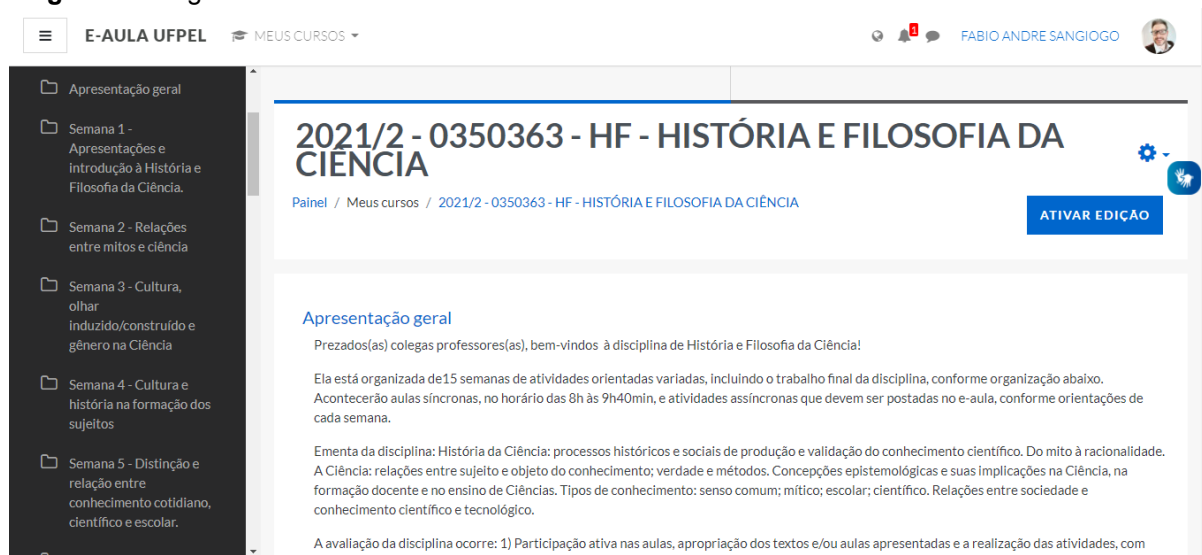 E-AULA UFPEL
MEUS CURSOS
1
FABIO ANDRE SANGIOGO
Apresentação geral
Semana 1 -
Apresentações e
introdução à História e
Filosofia da Ciência.
Semana 2 - Relações
entre mitos e ciência
Semana 3 - Cultura,
olhar
induzido/construído e
gênero na Ciência
Semana 4 - Cultura e
história na formação dos
sujeitos
Semana 5 - Distinção e
relação entre
conhecimento cotidiano,
científico e escolar.
2021/2 - 0350363 - HF - HISTÓRIA E FILOSOFIA DA
CIÊNCIA
Painel / Meus cursos / 2021/2 - 0350363 - HF - HISTÓRIA E FILOSOFIA DA CIÊNCIA
ATIVAR EDIÇÃO
Apresentação geral
Prezados(as) colegas professores(as), bem-vindos à disciplina de História e Filosofia da Ciência!
Ela está organizada de15 semanas de atividades orientadas variadas, incluindo o trabalho final da disciplina, conforme organização abaixo.
Acontecerão aulas síncronas, no horário das 8h às 9h40min, e atividades assíncronas que devem ser postadas no e-aula, conforme orientações de
cada semana.
Ementa da disciplina: História da Ciência: processos históricos e sociais de produção e validação do conhecimento científico. Do mito à racionalidade.
A Ciência: relações entre sujeito e objeto do conhecimento; verdade e métodos. Concepções epistemológicas e suas implicações na Ciência, na
formação docente e no ensino de Ciências. Tipos de conhecimento: senso comum; mítico; escolar; científico. Relações entre sociedade e
conhecimento científico e tecnológico.
A avaliação da disciplina ocorre: 1) Participação ativa nas aulas, apropriação dos textos e/ou aulas apresentadas e a realização das atividades, com